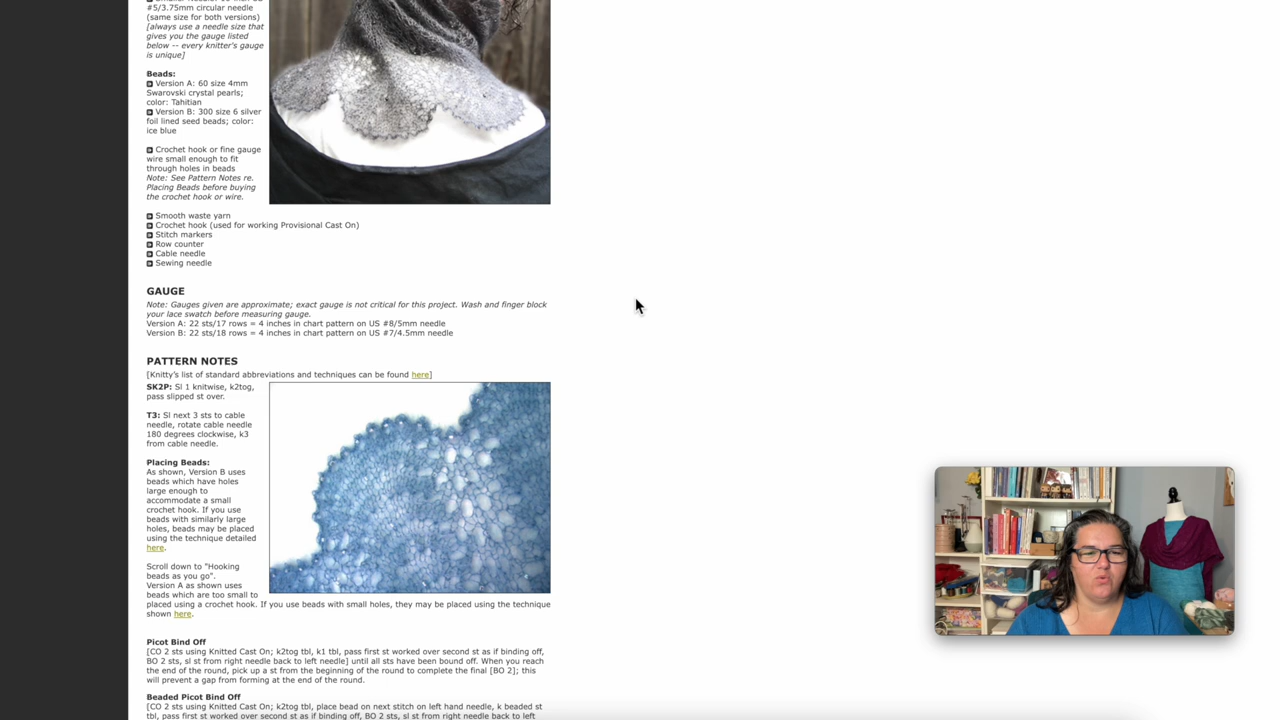 #5/3.75mm circular needle
(same size for both versions)
[always use a needle size that
gives you the gauge listed
below -- every knitter's gauge
is unique]
Beads:
Version A: 60 size 4mm
Swarovski crystal pearls;
color: Tahitian
Version B: 300 size 6 silver
foil lined seed beads; color:
ice blue
Crochet hook or fine gauge
wire small enough to fit
through holes in beads
Note: See Pattern Notes re.
Placing Beads before buying
the crochet hook or wire.
Smooth waste yarn
Crochet hook (used for working Provisional Cast On)
Stitch markers
Row counter
Cable needle
Sewing needle
GAUGE
Note: Gauges given are approximate; exact gauge is not critical for this project. Wash and finger block
your lace swatch before measuring gauge.
Version A: 22 sts/17 rows = 4 inches in chart pattern on US #8/5mm needle
Version B: 22 sts/18 rows = 4 inches in chart pattern on US #7/4.5mm needle
PATTERN NOTES
[Knitty's list of standard abbreviations and techniques can be found here]
SK2P: Sl 1 knitwise, k2tog,
pass slipped st over.
T3: Sl next 3 sts to cable
needle, rotate cable needle
180 degrees clockwise, k3
from cable needle.
Placing Beads:
As shown, Version B uses
beads which have holes
large enough to
accommodate a small
crochet hook. If you use
beads with similarly large
holes, beads may be placed
using the technique detailed
here.
Scroll down to "Hooking
beads as you go".
Version A as shown uses
beads which are too small to
placed using a crochet hook. If you use beads with small holes, they may be placed using the technique
shown here.
Picot Bind Off
[CO 2 sts using Knitted Cast On; k2tog tbl, k1 tbl, pass first st worked over second st as if binding off,
BO 2 sts, sl st from right needle back to left needle] until all sts have been bound off. When you reach
the end of the round, pick up a st from the beginning of the round to complete the final [BO 2]; this
will prevent a gap from forming at the end of the round.
Beaded Picot Bind Off
[CO 2 sts using Knitted Cast On; k2tog tbl, place bead on next stitch on left hand needle, k beaded st
tbl, pass first st worked over second st as if binding off, BO 2 sts, sl st from right needle back to left